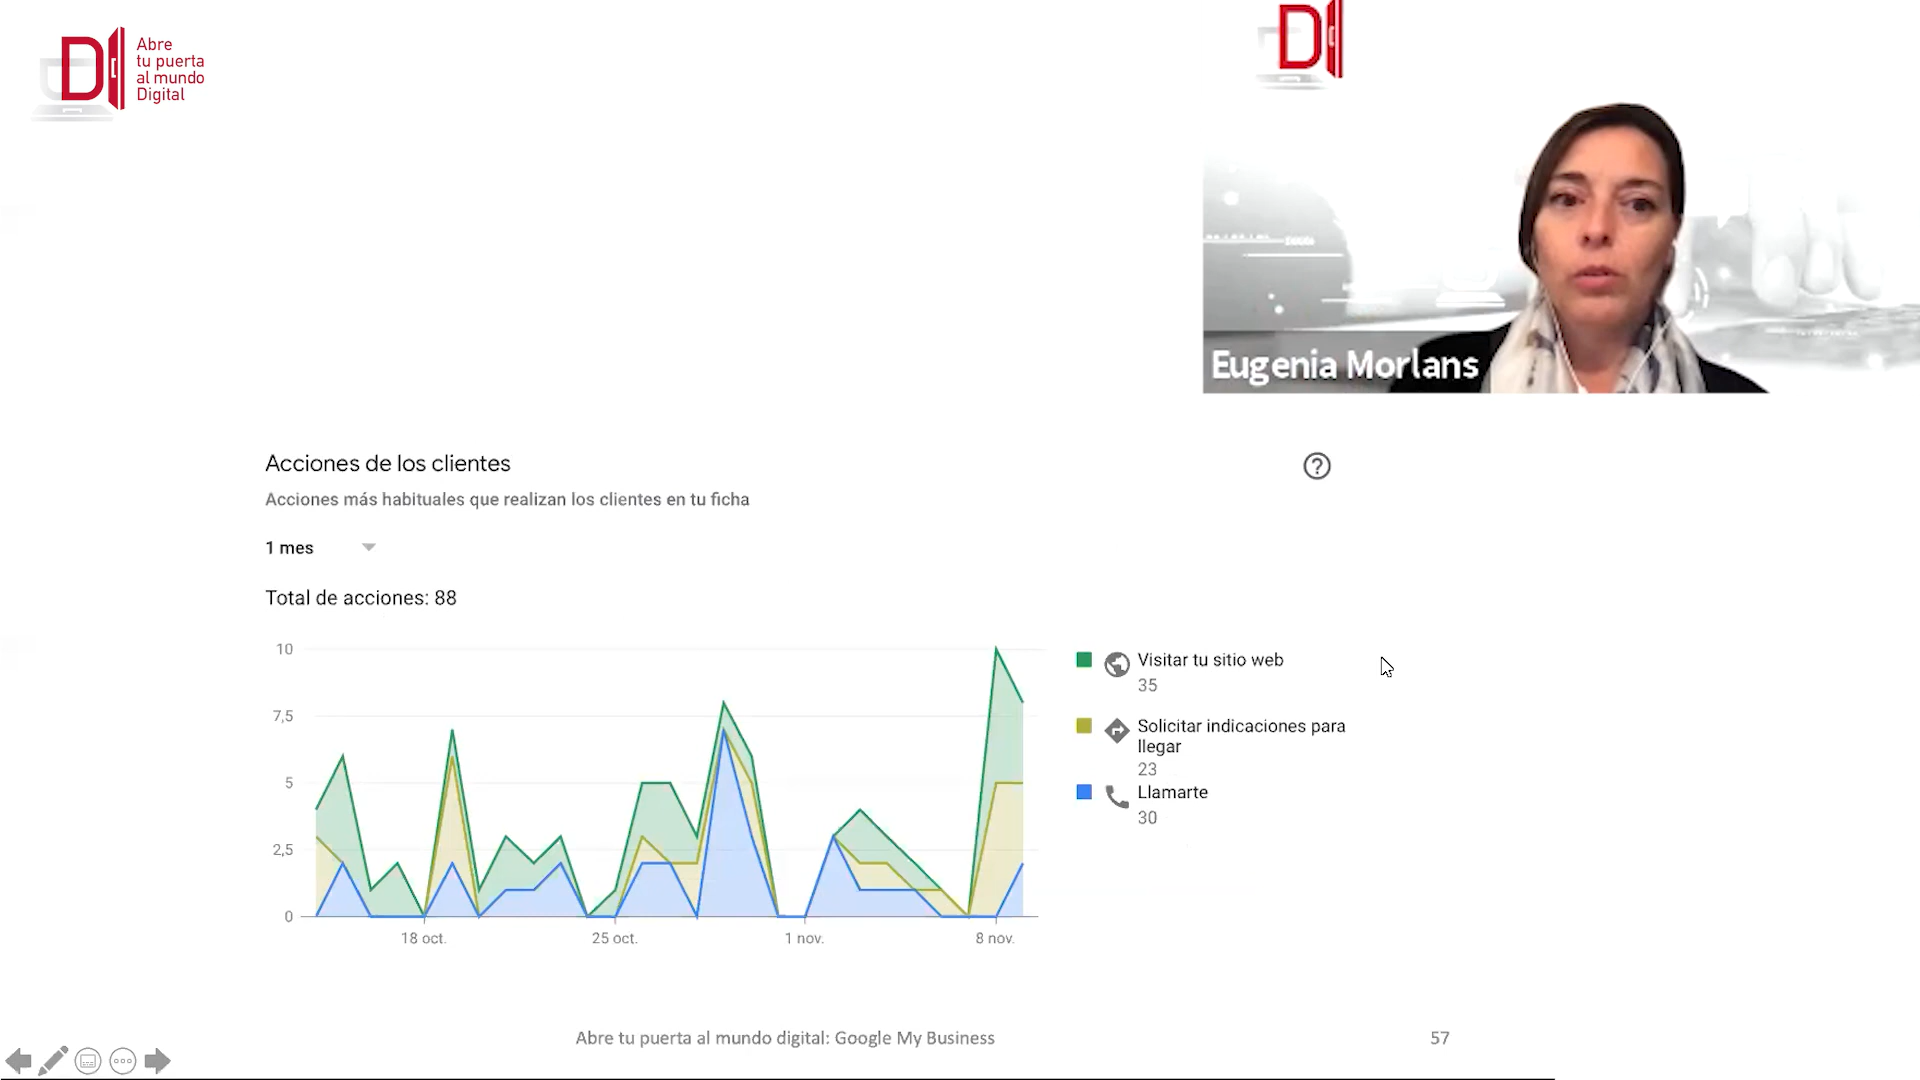 Abre
tu puerta
al mundo
Digital
D
D
Eugenia Morlans
Acciones de los clientes
?
Acciones más habituales que realizan los clientes en tu ficha
1 mes
Total de acciones: 88
10
7,5
5
2,5
0
18 oct.
25 oct.
1 nov.
8 nov.
Visitar tu sitio web
35
Solicitar indicaciones para
llegar
23
Llamarte
30
Abre tu puerta al mundo digital: Google My Business
57